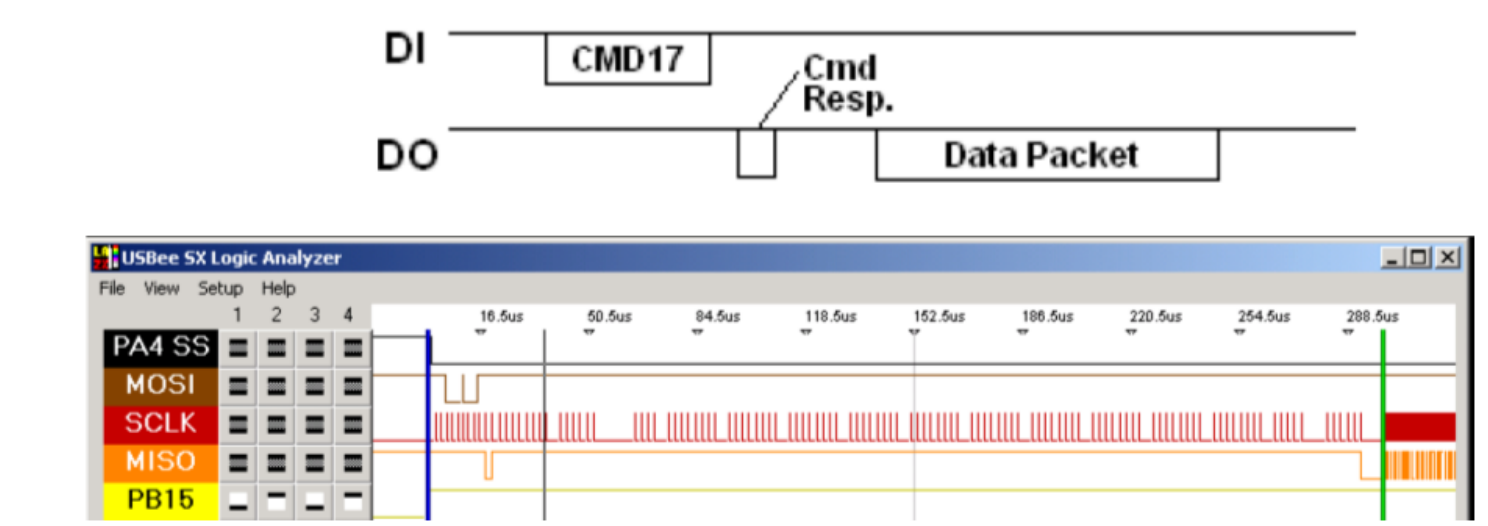 DI CMD17 Cmd
Resp.
DO Data Packet
USBee SX Logic Analyzer
File View Setup Help
1 2 3 4 16.5us 50.5us 84.5us 118.5us 152.5us 186.5us 220.5us 254.5us 288.5us
PA4 SS
MOSI
SCLK
MISO
PB15